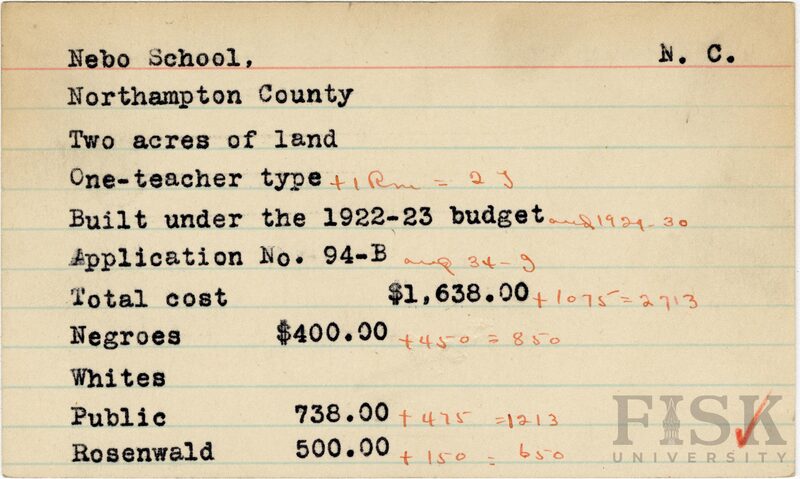 Nebo School, N. C.
Northampton County
Two acres of land
One-teacher type +1 Rm = 2 T
Built under the 1922-23 budget and 1929-30
Application No. 94-B and 34-J
Total cost $1,638.00 +1075=2713
Negroes $400.00 +450 = 850
Whites
Public 738.00 +475 =1213
Rosenwald 500.00 +150 = 650
FISK
UNIVERSITY